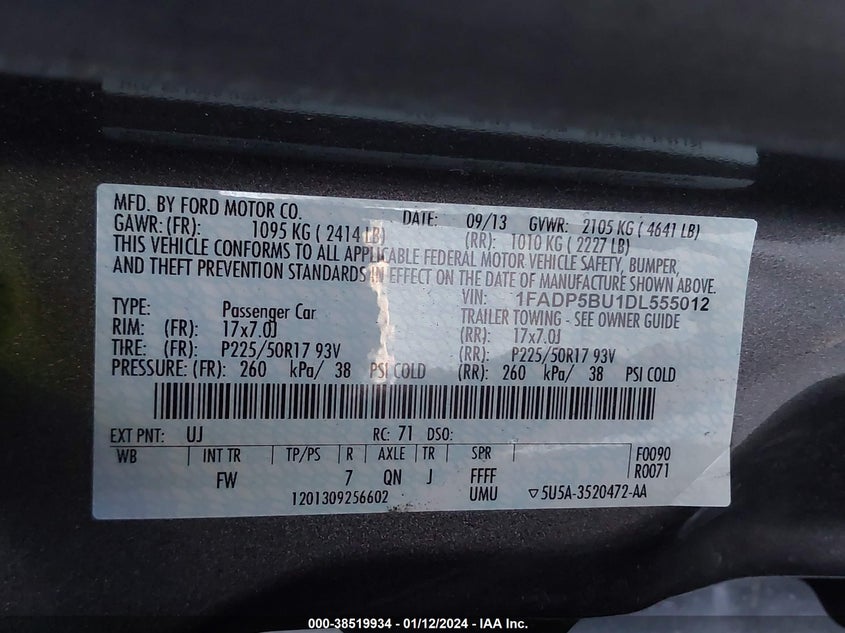 MFD. BY FORD MOTOR CO. DATE: 09/13 GVWR: 2105 KG ( 4641 LB)
GAWR: (FR): 1095 KG ( 2414 LB) (RR): 1010 KG ( 2227 LB)
THIS VEHICLE CONFORMS TO ALL APPLICABLE FEDERAL MOTOR VEHICLE SAFETY, BUMPER,
AND THEFT PREVENTION STANDARDS IN EFFECT ON THE DATE OF MANUFACTURE SHOWN ABOVE.
VIN: 1FADP5BU1DL555012
TYPE: Passenger Car TRAILER TOWING - SEE OWNER GUIDE
RIM: (FR): 17x7.0J (RR): 17x7.0J
TIRE: (FR): P225/50R17 93V (RR): P225/50R17 93V
PRESSURE: (FR): 260 kPa/ 38 PSI COLD (RR): 260 kPa/ 38 PSI COLD
EXT PNT: UJ RC: 71 DSO:
WB INT TR TP/PS R AXLE TR SPR F0090
FW 7 QN J FFFF R0071
1201309256602 UMU ▽5U5A-3520472-AA
000-38519934 - 01/12/2024 - IAA Inc.